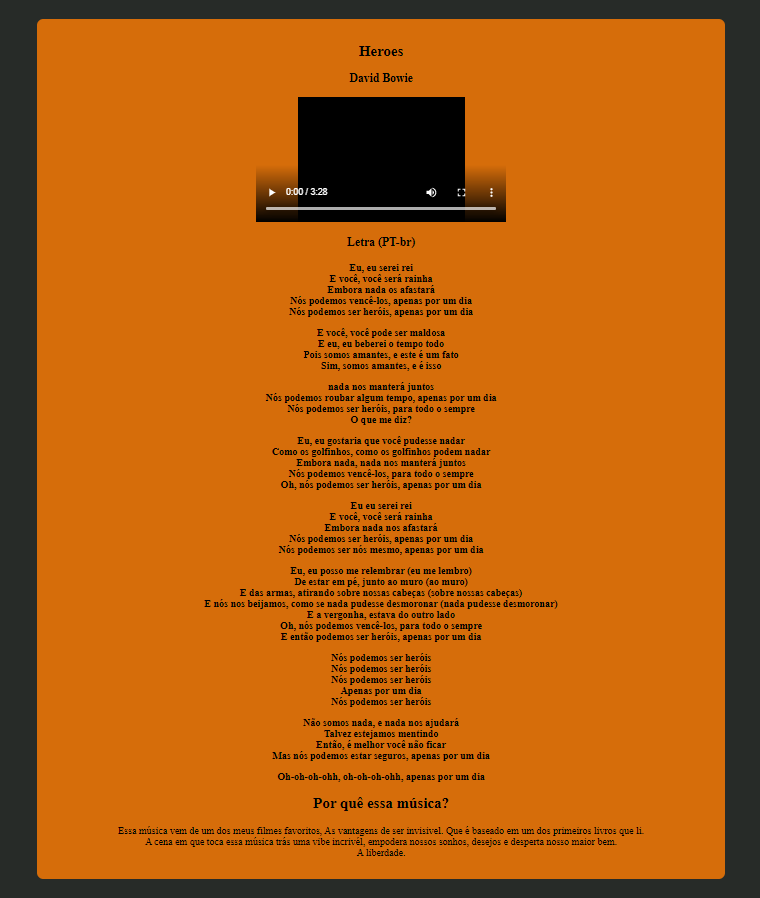 Heroes
David Bowie
0:00 / 3:28
Letra (PT-br)
Eu, eu serei rei
E você, você será rainha
Embora nada os afastará
Nós podemos vencê-los, apenas por um dia
Nós podemos ser heróis, apenas por um dia
E você, você pode ser maldosa
E eu, eu beberei o tempo todo
Pois somos amantes, e este é um fato
Sim, somos amantes, e é isso
nada nos manterá juntos
Nós podemos roubar algum tempo, apenas por um dia
Nós podemos ser heróis, para todo o sempre
O que me diz?
Eu, eu gostaria que você pudesse nadar
Como os golfinhos, como os golfinhos podem nadar
Embora nada, nada nos manterá juntos
Nós podemos vencê-los, para todo o sempre
Oh, nós podemos ser heróis, apenas por um dia
Eu eu serei rei
E você, você será rainha
Embora nada nos afastará
Nós podemos ser heróis, apenas por um dia
Nós podemos ser nós mesmo, apenas por um dia
Eu, eu posso me relembrar (eu me lembro)
De estar em pé, junto ao muro (ao muro)
E das armas, atirando sobre nossas cabeças (sobre nossas cabeças)
E nós nos beijamos, como se nada pudesse desmoronar (nada pudesse desmoronar)
E a vergonha, estava do outro lado
Oh, nós podemos vencê-los, para todo o sempre
E então podemos ser heróis, apenas por um dia
Nós podemos ser heróis
Nós podemos ser heróis
Nós podemos ser heróis
Apenas por um dia
Nós podemos ser heróis
Não somos nada, e nada nos ajudará
Talvez estejamos mentindo
Então, é melhor você não ficar
Mas nós podemos estar seguros, apenas por um dia
Oh-oh-oh-ohh, oh-oh-oh-ohh, apenas por um dia
Por quê essa música?
Essa música vem de um dos meus filmes favoritos, As vantagens de ser invisível. Que é baseado em um dos primeiros livros que li.
A cena em que toca essa música trás uma vibe incrivêl, empodera nossos sonhos, desejos e desperta nosso maior bem.
A liberdade.